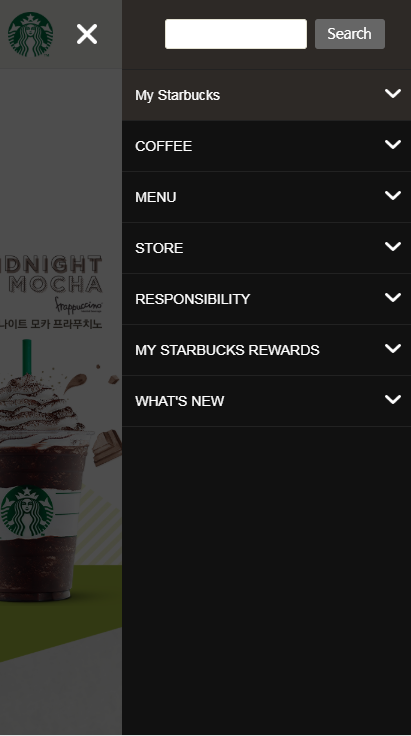 Search
My Starbucks
COFFEE
MENU
STORE
RESPONSIBILITY
MY STARBUCKS REWARDS
WHAT'S NEW
DNIGHT
MOCHA
frappuccino
나이트 모카 프라푸치노